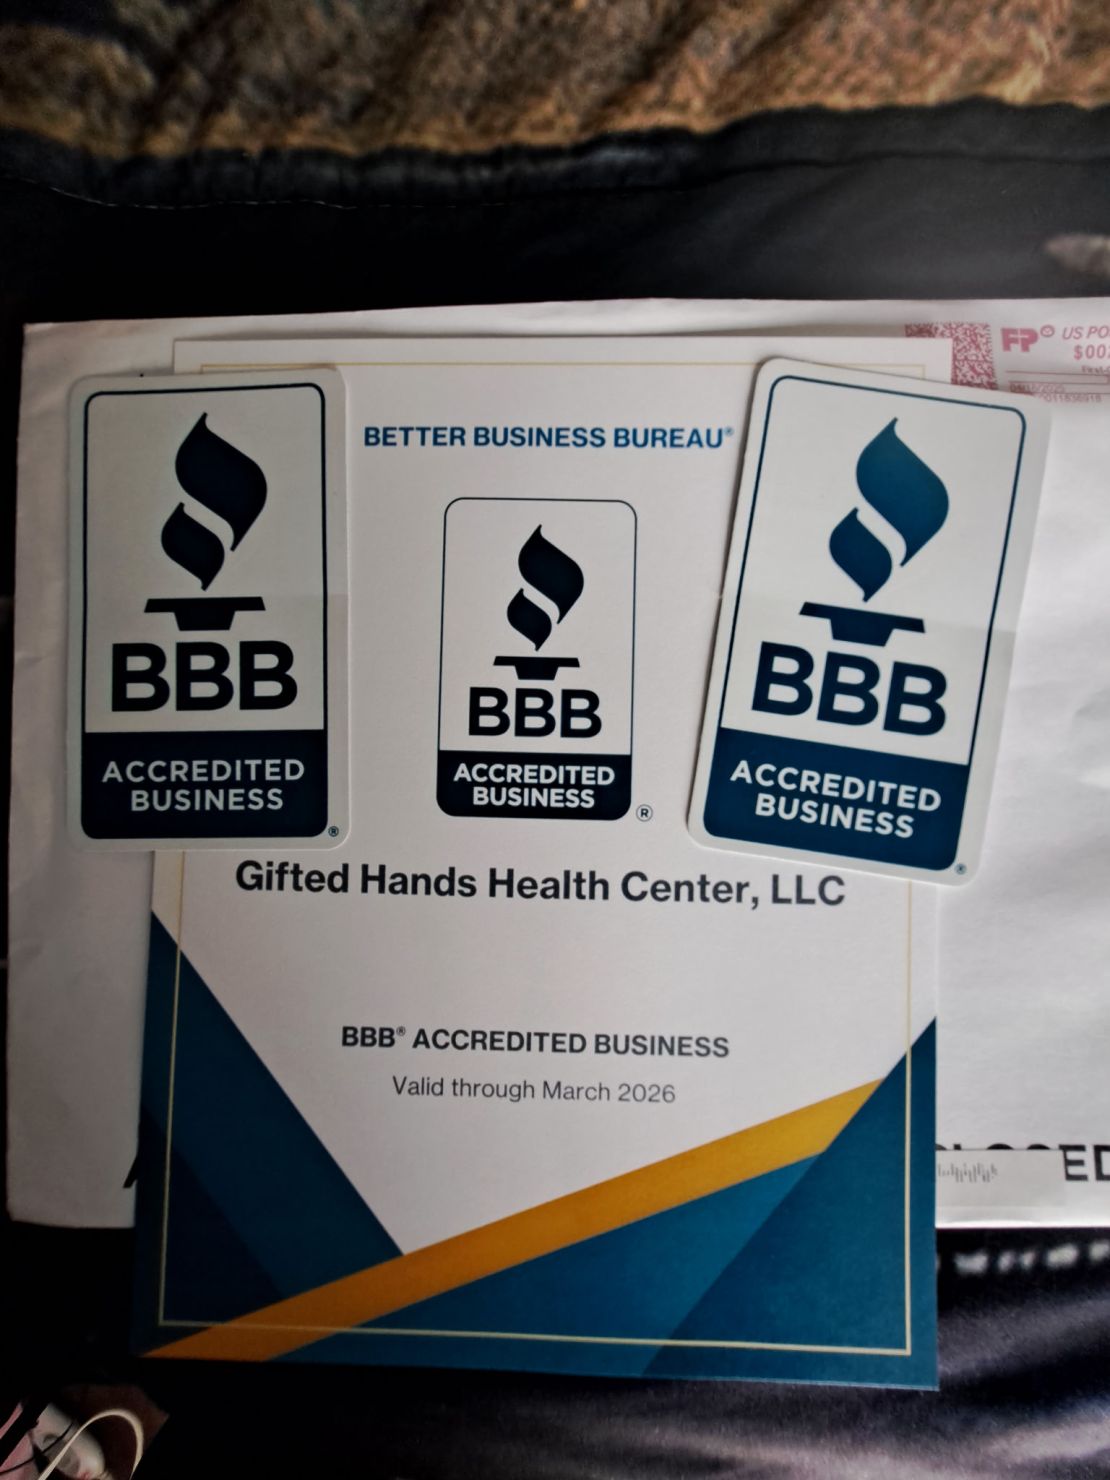 FP US PO
$00
BETTER BUSINESS BUREAU®
BBB
ACCREDITED
BUSINESS
®
BBB
ACCREDITED
BUSINESS
®
BBB
ACCREDITED
BUSINESS
®
Gifted Hands Health Center, LLC
BBB® ACCREDITED BUSINESS
Valid through March 2026